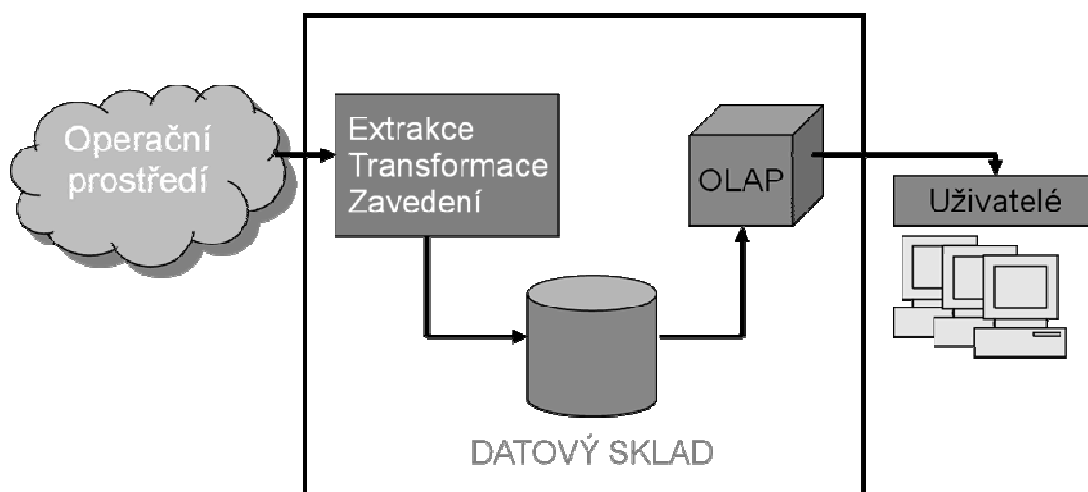 Operační
prostředí
Extrakce
Transformace
Zavedení
OLAP
Uživatelé
DATOVÝ SKLAD